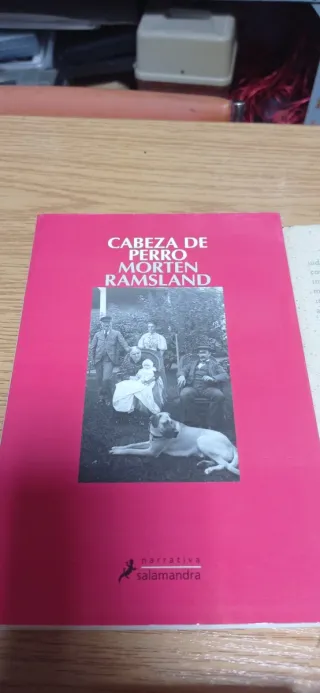 CABEZA DE
PERRO
MORTEN
RAMSLAND
narrativa
salamandra